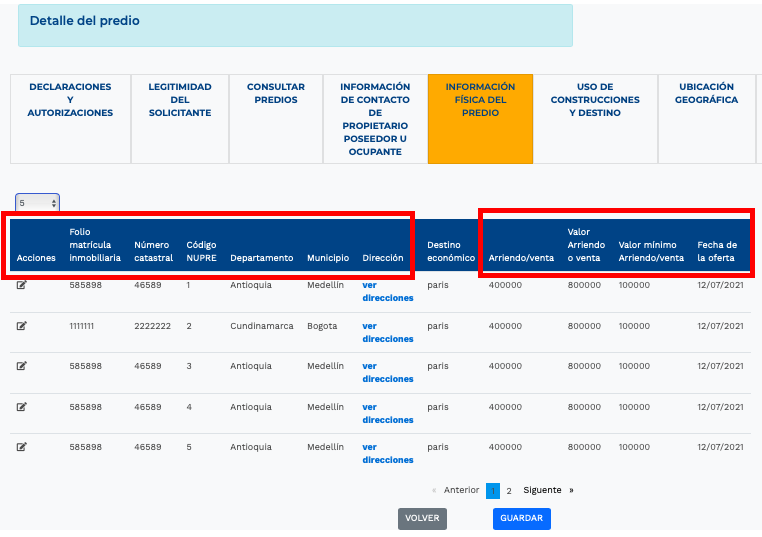 Detalle del predio
DECLARACIONES Y AUTORIZACIONES
LEGITIMIDAD DEL SOLICITANTE
CONSULTAR PREDIOS
INFORMACIÓN DE CONTACTO DE PROPIETARIO POSEEDOR U OCUPANTE
INFORMACIÓN FÍSICA DEL PREDIO
USO DE CONSTRUCCIONES Y DESTINO
UBICACIÓN GEOGRÁFICA
5
Acciones Folio matrícula inmobiliaria Número catastral Código NUPRE Departamento Municipio Dirección Destino económico Arriendo/venta Valor Arriendo o venta Valor mínimo Arriendo/venta Fecha de la oferta
585898 46589 1 Antioquia Medellín ver direcciones paris 400000 800000 100000 12/07/2021
1111111 2222222 2 Cundinamarca Bogota ver direcciones paris 400000 800000 100000 12/07/2021
585898 46589 3 Antioquia Medellín ver direcciones paris 400000 800000 100000 12/07/2021
585898 46589 4 Antioquia Medellín ver direcciones paris 400000 800000 100000 12/07/2021
585898 46589 5 Antioquia Medellín ver direcciones paris 400000 800000 100000 12/07/2021
« Anterior 1 2 Siguente »
VOLVER GUARDAR